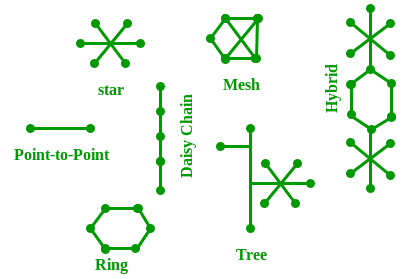 star
Mesh
Hybrid
Daisy Chain
Point-to-Point
Tree
Ring